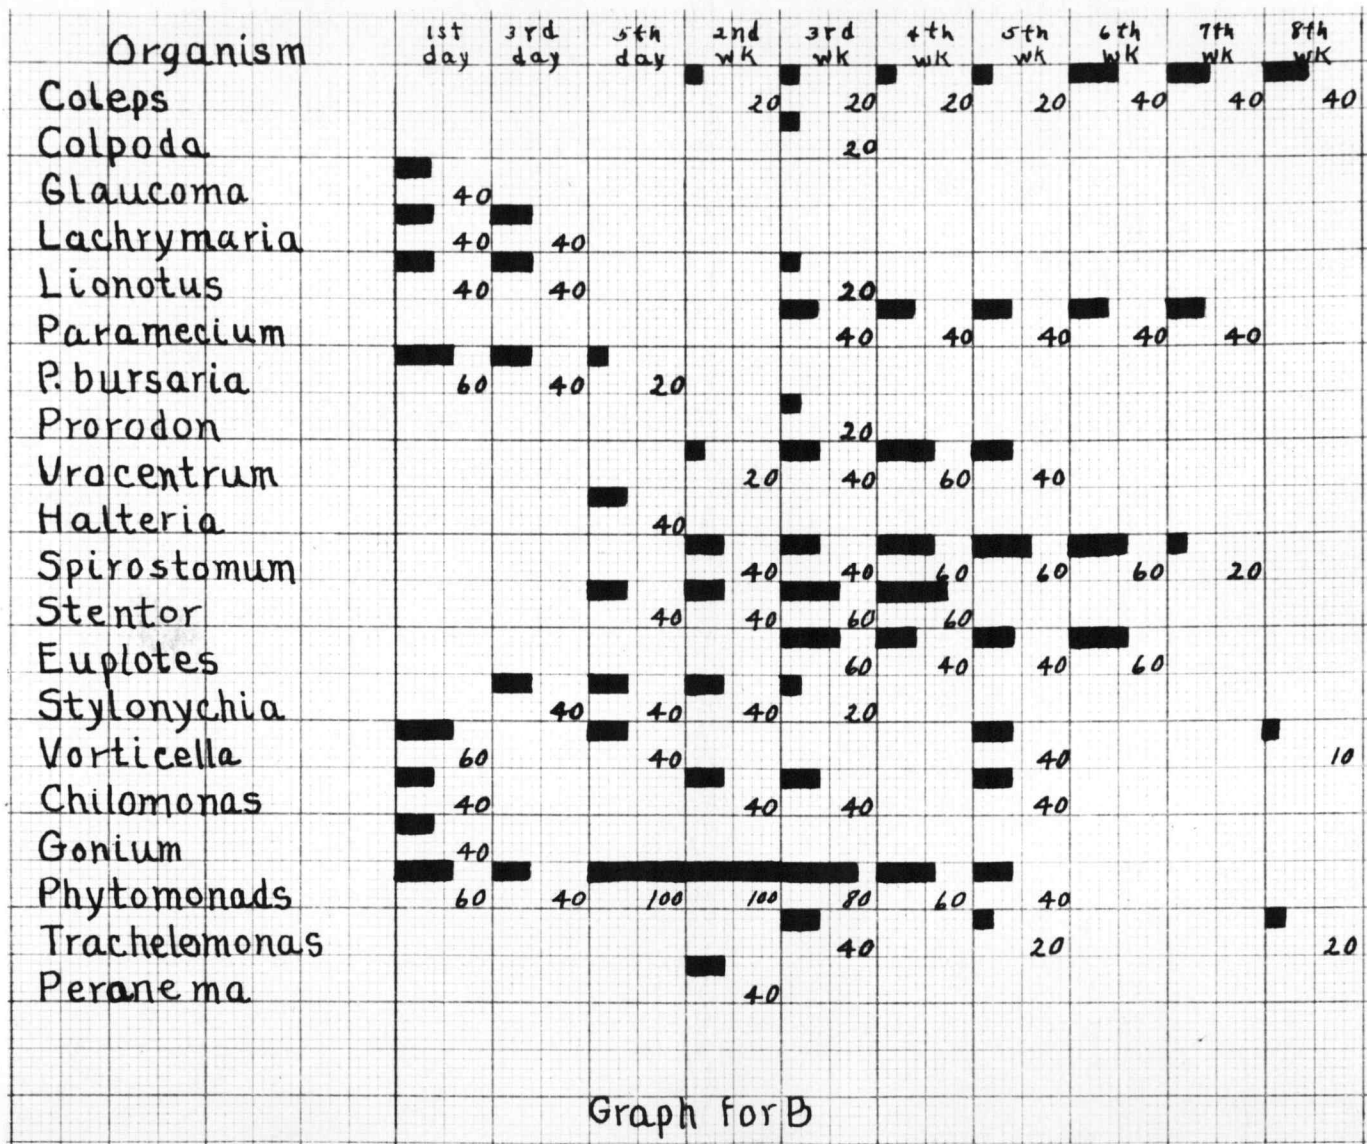 Organism 1st day 3rd day 5th day 2nd wk 3rd wk 4th wk 5th wk 6th wk 7th wk 8th wk
Coleps 20 20 20 20 40 40 40
Colpoda 20
Glaucoma 40
Lachrymaria 40 40
Lionotus 40 40 20
Paramecium 40 40 40 40 40
P. bursaria 60 40 20
Prorodon 20
Vrocentrum 20 40 60 40
Halteria 40
Spirostomum 40 40 60 60 60 20
Stentor 40 40 60 60
Euplotes 60 40 40 60
Stylonychia 40 40 40 20
Vorticella 60 40 40 10
Chilomonas 40 40 40 40
Gonium 40
Phytomonads 60 40 100 100 80 60 40
Trachelomonas 40 20 20
Peranema 40
Graph for B